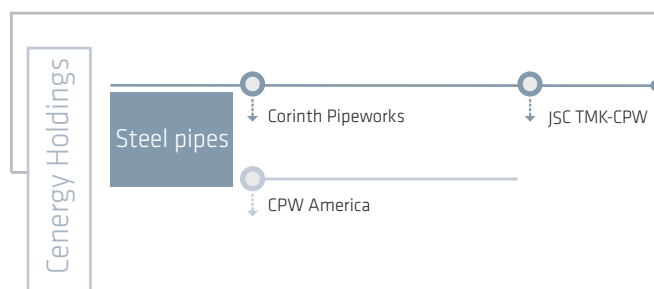 Cenergy Holdings
Steel pipes
Corinth Pipeworks
JSC TMK-CPW
CPW America